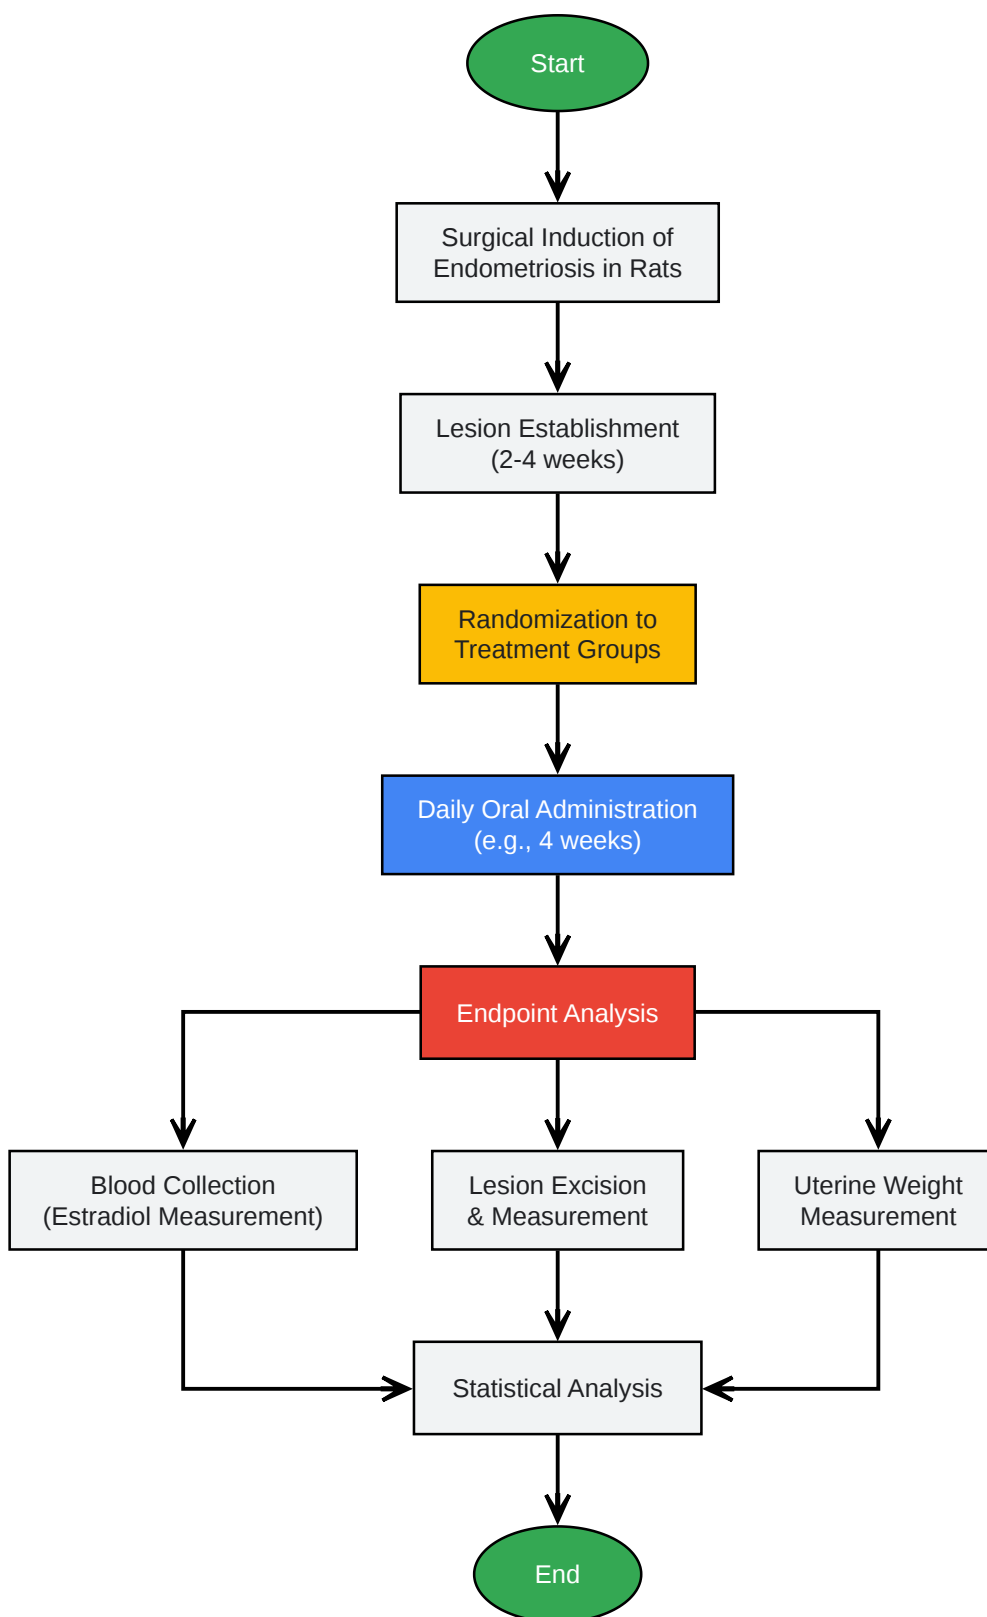 Start
Surgical Induction of
Endometriosis in Rats
Lesion Establishment
(2-4 weeks)
Randomization to
Treatment Groups
Daily Oral Administration
(e.g., 4 weeks)
Endpoint Analysis
Blood Collection
(Estradiol Measurement)
Lesion Excision
& Measurement
Uterine Weight
Measurement
Statistical Analysis
End